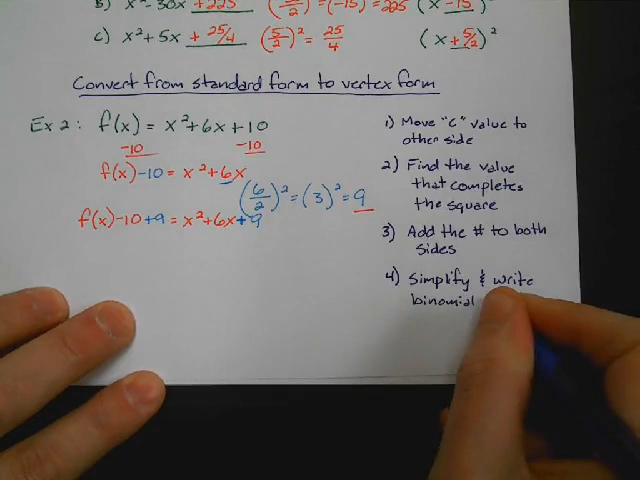 b) x² - 30x + 225 (30/2)² = (-15)² = 225 (x - 15)²
c) x² + 5x + 25/4 (5/2)² = 25/4 (x + 5/2)²
Convert from standard form to vertex form
Ex 2: f(x) = x² + 6x + 10
-10 -10
f(x) - 10 = x² + 6x
(6/2)² = (3)² = 9
f(x) - 10 + 9 = x² + 6x + 9
1) Move "C" value to
other side
2) Find the value
that completes
the square
3) Add the # to both
sides
4) Simplify & write
binomial